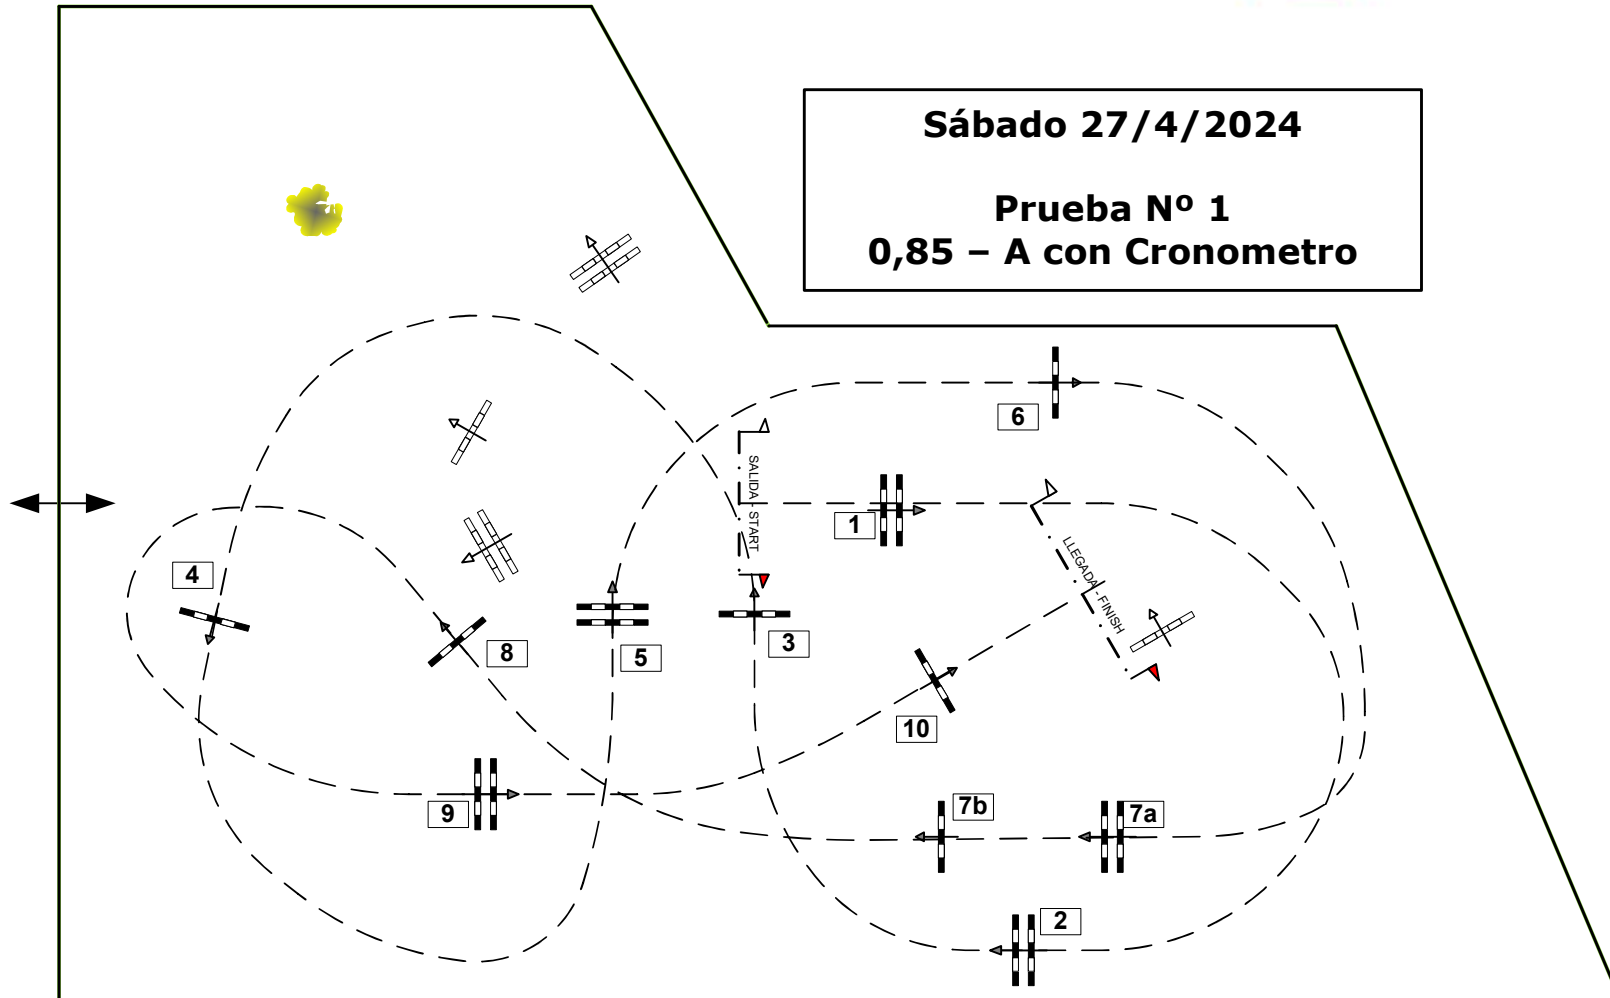 Sábado 27/4/2024
Prueba Nº 1
0,85 – A con Cronometro
6
SALIDA - START
1
LLEGADA - FINISH
4
8
5
3
10
9
7b
7a
2